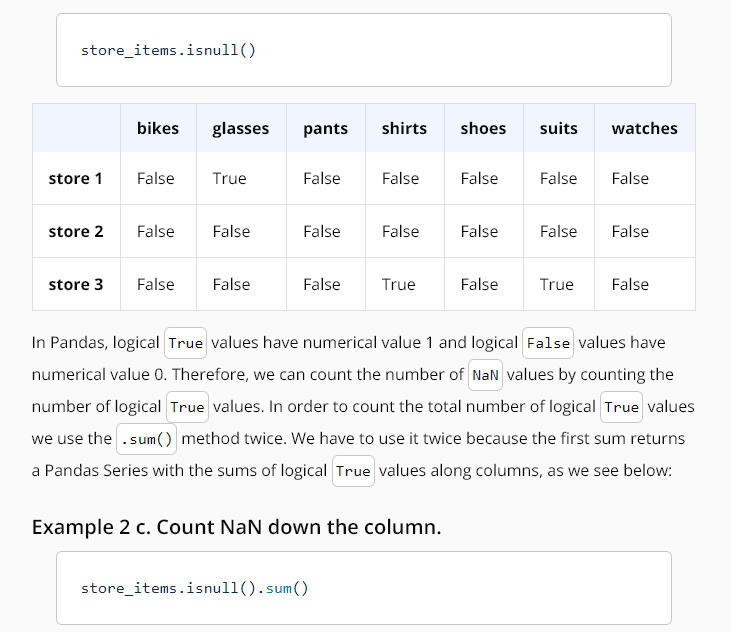 store_items.isnull()
bikes glasses pants shirts shoes suits watches
store 1 False True False False False False False
store 2 False False False False False False False
store 3 False False False True False True False
In Pandas, logical True values have numerical value 1 and logical False values have
numerical value 0. Therefore, we can count the number of NaN values by counting the
number of logical True values. In order to count the total number of logical True values
we use the .sum() method twice. We have to use it twice because the first sum returns
a Pandas Series with the sums of logical True values along columns, as we see below:
Example 2 c. Count NaN down the column.
store_items.isnull().sum()